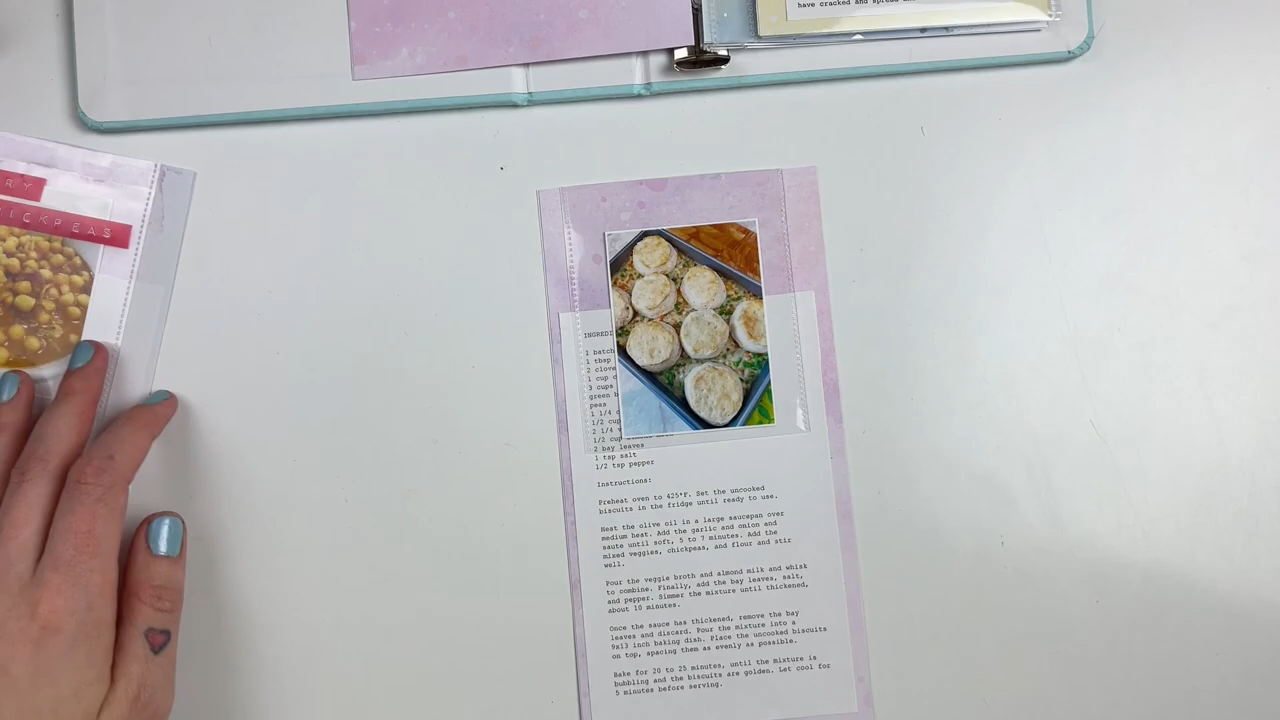 have cracked and spread
RY
ICKPEAS
INGREDI
1 batch
1 tbsp
2 clove
1 cup
3 cups
green b
peas
1 1/4
1/2 cup
2 1/4
1/2 cup
2 bay leaves
1 tsp salt
1/2 tsp pepper
Instructions:
Preheat oven to 425°F. Set the uncooked
biscuits in the fridge until ready to use.
Heat the olive oil in a large saucepan over
medium heat. Add the garlic and onion and
saute until soft, 5 to 7 minutes. Add the
mixed veggies, chickpeas, and flour and stir
well.
Pour the veggie broth and almond milk and whisk
to combine. Finally, add the bay leaves, salt,
and pepper. Simmer the mixture until thickened,
about 10 minutes.
Once the sauce has thickened, remove the bay
leaves and discard. Pour the mixture into a
9x13 inch baking dish. Place the uncooked biscuits
on top, spacing them as evenly as possible.
Bake for 20 to 25 minutes, until the mixture is
bubbling and the biscuits are golden. Let cool for
5 minutes before serving.